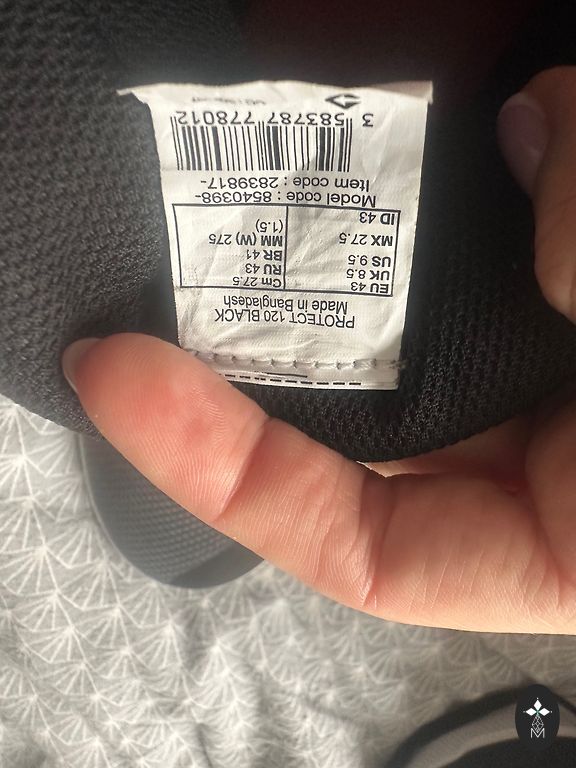 PROTECT 120 BLACK
Made in Bangladesh
EU 43 Cm 27.5
UK 8.5 RU 43
US 9.5 BR 41
MX 27.5 MM (W) 275
ID 43 (1.5)
Model code : 8540398-
Item code : 2839817-
3 583787 778012
M